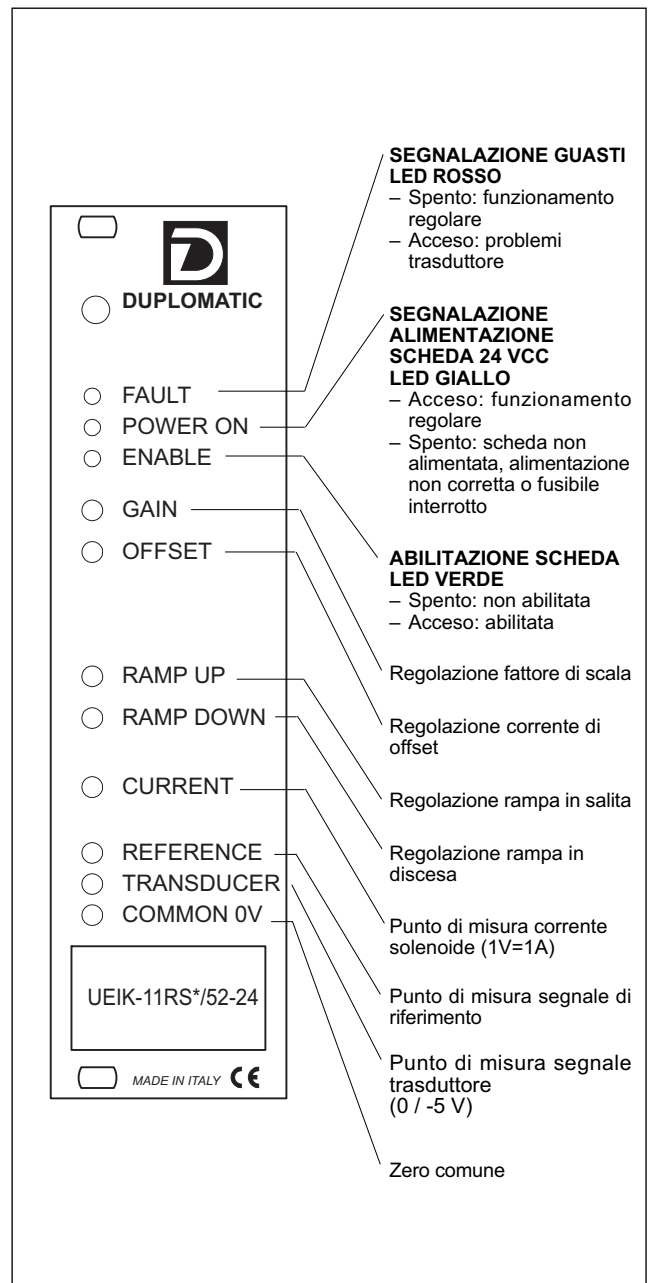 DUPLOMATIC
FAULT
POWER ON
ENABLE
GAIN
OFFSET
RAMP UP
RAMP DOWN
CURRENT
REFERENCE
TRANSDUCER
COMMON 0V
UEIK-11RS*/52-24
MADE IN ITALY CE
SEGNALAZIONE GUASTI
LED ROSSO
– Spento: funzionamento
regolare
– Acceso: problemi
trasduttore
SEGNALAZIONE
ALIMENTAZIONE
SCHEDA 24 VCC
LED GIALLO
– Acceso: funzionamento
regolare
– Spento: scheda non
alimentata, alimentazione
non corretta o fusibile
interrotto
ABILITAZIONE SCHEDA
LED VERDE
– Spento: non abilitata
– Acceso: abilitata
Regolazione fattore di scala
Regolazione corrente di
offset
Regolazione rampa in salita
Regolazione rampa in
discesa
Punto di misura corrente
solenoide (1V=1A)
Punto di misura segnale di
riferimento
Punto di misura segnale
trasduttore
(0 / -5 V)
Zero comune